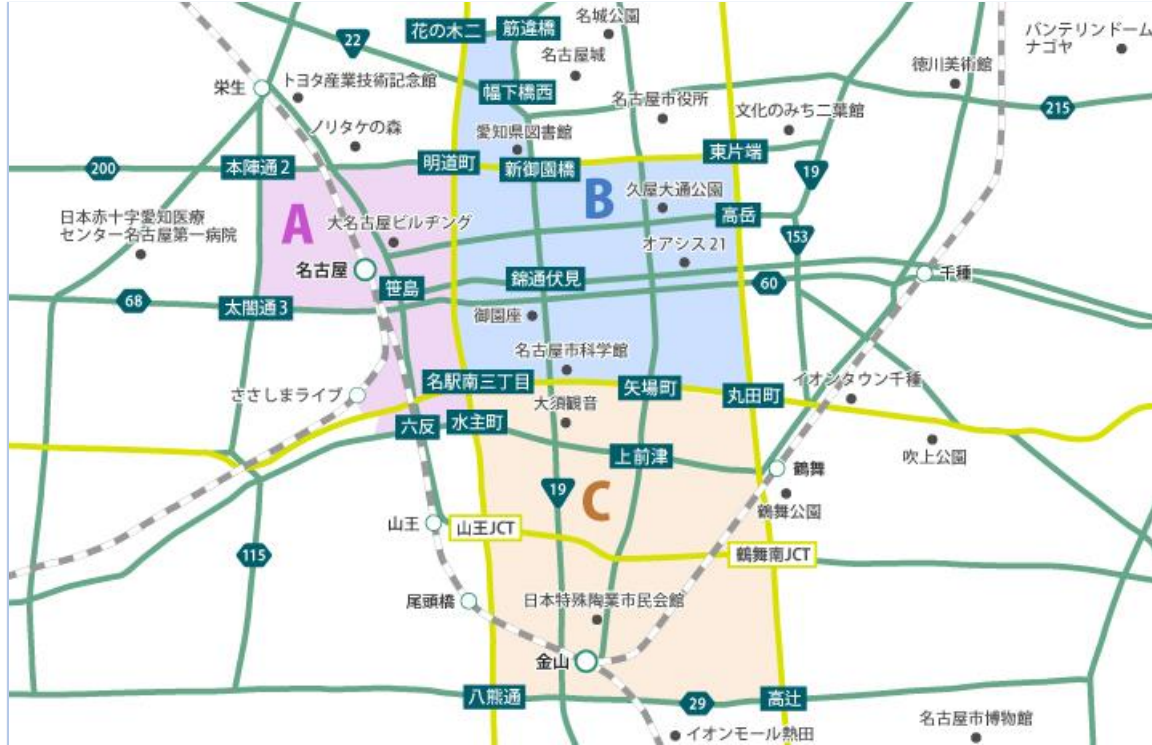 名城公園
花の木二
筋違橋
22
名古屋城
バンテリンドーム
ナゴヤ
栄生
トヨタ産業技術記念館
幅下橋西
徳川美術館
名古屋市役所
文化のみち二葉館
215
ノリタケの森
愛知県図書館
東片端
200
本陣通2
明道町
新御園橋
19
B
久屋大通公園
日本赤十字愛知医療
センター名古屋第一病院
A
大名古屋ビルヂング
高岳
153
オアシス21
名古屋
笹島
錦通伏見
60
千種
68
太閤通3
御園座
名古屋市科学館
名駅南三丁目
矢場町
丸田町
イオンタウン千種
ささしまライブ
大須観音
六反
水主町
上前津
吹上公園
鶴舞
19
C
鶴舞公園
山王
山王JCT
115
鶴舞南JCT
尾頭橋
日本特殊陶業市民会館
金山
八熊通
29
高辻
イオンモール熱田
名古屋市博物館